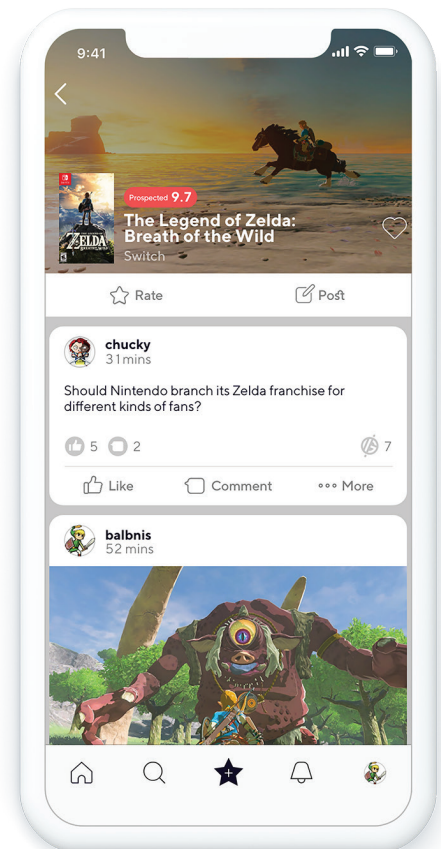 9:41
Prospected 9.7
The Legend of Zelda:
Breath of the Wild
Switch
ZELDA
Rate
Post
chucky
31mins
Should Nintendo branch its Zelda franchise for
different kinds of fans?
5 2 7
Like Comment More
balbnis
52 mins